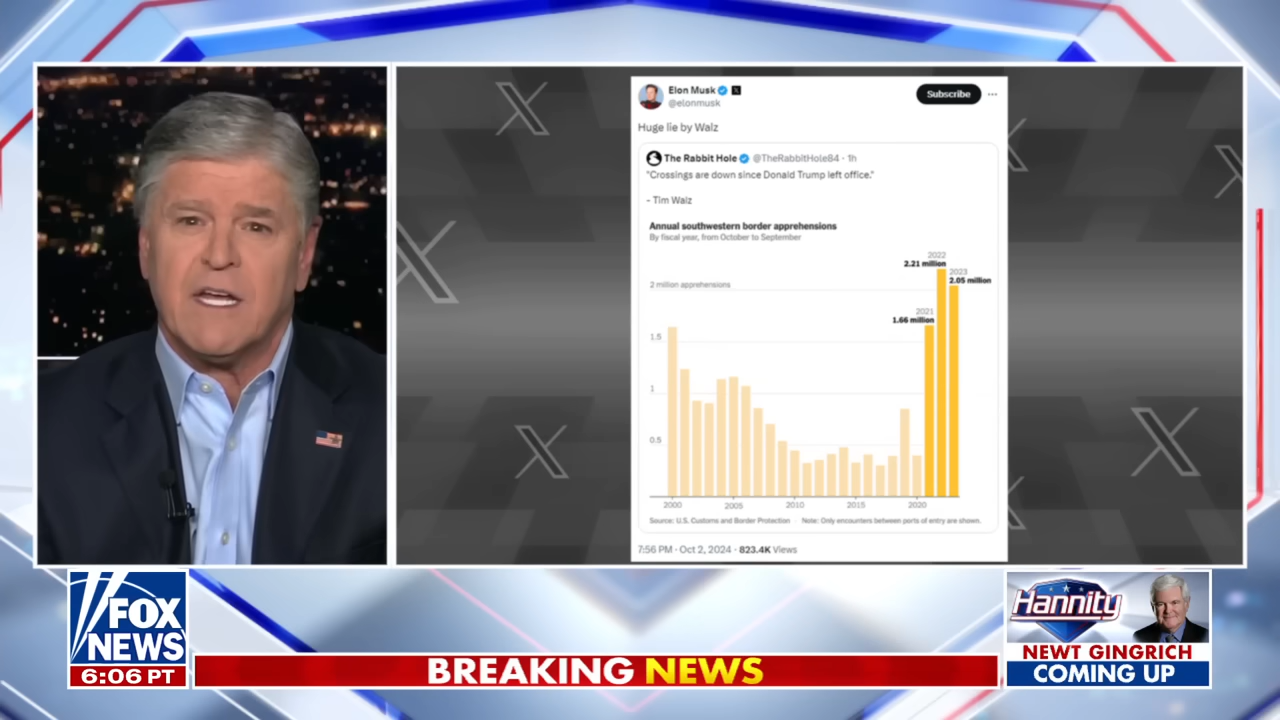 Elon Musk
@elonmusk
Subscribe
Huge lie by Walz
The Rabbit Hole @TheRabbitHole84 · 1h
"Crossings are down since Donald Trump left office."
- Tim Walz
Annual southwestern border apprehensions
By fiscal year, from October to September
2022
2.21 million
2023
2.05 million
2 million apprehensions
2021
1.66 million
1.5
1
0.5
2000 2005 2010 2015 2020
Source: U.S. Customs and Border Protection · Note: Only encounters between ports of entry are shown.
7:56 PM · Oct 2, 2024 · 823.4K Views
FOX
NEWS
6:06 PT
BREAKING NEWS
Hannity
NEWT GINGRICH
COMING UP